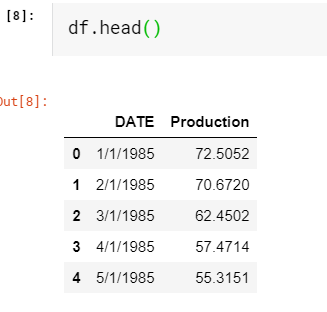 [8]:
df.head()
Out[8]:
DATE Production
0 1/1/1985 72.5052
1 2/1/1985 70.6720
2 3/1/1985 62.4502
3 4/1/1985 57.4714
4 5/1/1985 55.3151